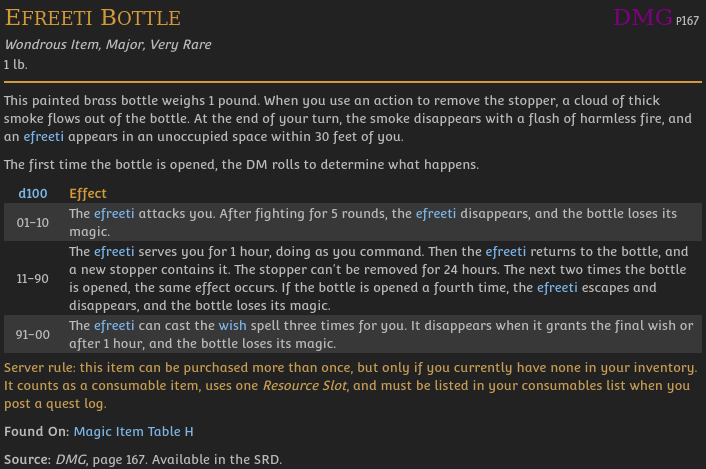 EFREETI BOTTLE DMG P167
Wondrous Item, Major, Very Rare
1 lb.
This painted brass bottle weighs 1 pound. When you use an action to remove the stopper, a cloud of thick
smoke flows out of the bottle. At the end of your turn, the smoke disappears with a flash of harmless fire, and
an efreeti appears in an unoccupied space within 30 feet of you.
The first time the bottle is opened, the DM rolls to determine what happens.
d100 Effect
01–10 The efreeti attacks you. After fighting for 5 rounds, the efreeti disappears, and the bottle loses its
magic.
11–90 The efreeti serves you for 1 hour, doing as you command. Then the efreeti returns to the bottle, and
a new stopper contains it. The stopper can't be removed for 24 hours. The next two times the bottle
is opened, the same effect occurs. If the bottle is opened a fourth time, the efreeti escapes and
disappears, and the bottle loses its magic.
91–00 The efreeti can cast the wish spell three times for you. It disappears when it grants the final wish or
after 1 hour, and the bottle loses its magic.
Server rule: this item can be purchased more than once, but only if you currently have none in your inventory.
It counts as a consumable item, uses one Resource Slot, and must be listed in your consumables list when you
post a quest log.
Found On: Magic Item Table H
Source: DMG, page 167. Available in the SRD.